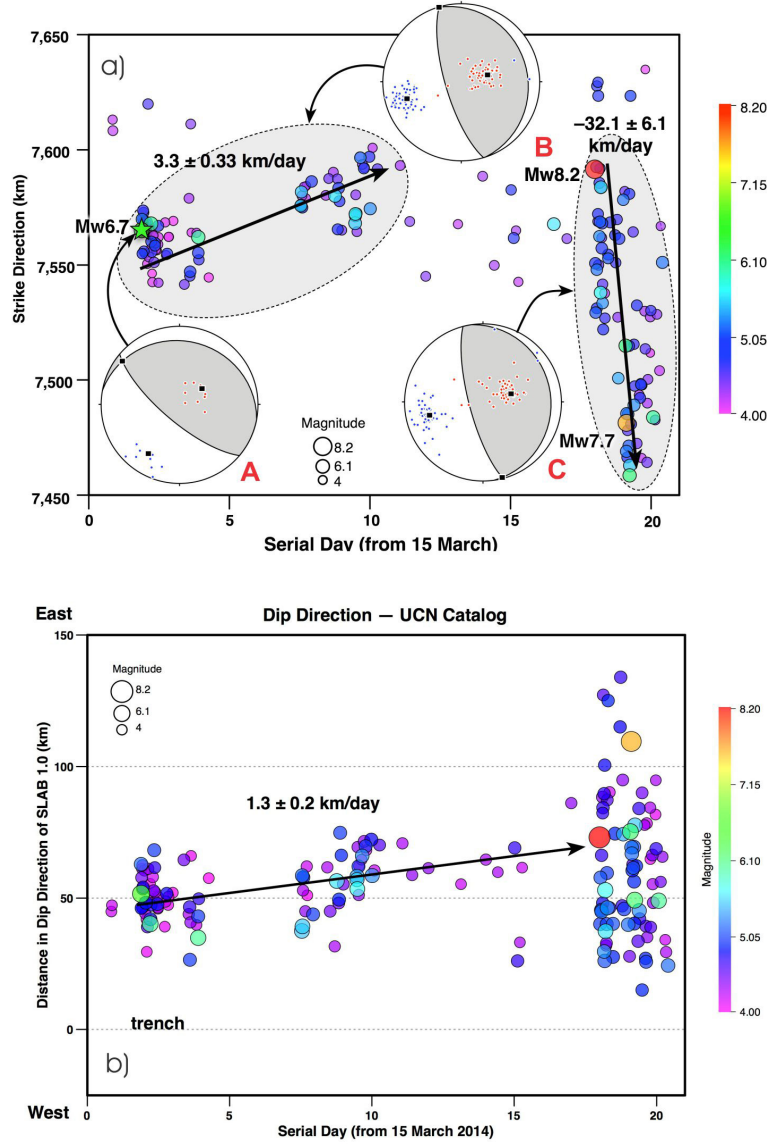 7,650
a)
B
3.3 ± 0.33 km/day
–32.1 ± 6.1
km/day
7,600
Mw8.2
Mw6.7
7,550
Strike Direction (km)
7,500
Magnitude
8.2
6.1
4
A
C
Mw7.7
7,450
0
5
10
15
20
Serial Day (from 15 March)
8.20
7.15
6.10
5.05
4.00
East
Dip Direction — UCN Catalog
150
Magnitude
8.2
6.1
4
100
1.3 ± 0.2 km/day
50
Distance in Dip Direction of SLAB 1.0 (km)
trench
0
b)
West
0
5
10
15
20
Serial Day (from 15 March 2014)
8.20
7.15
6.10
5.05
4.00
Magnitude